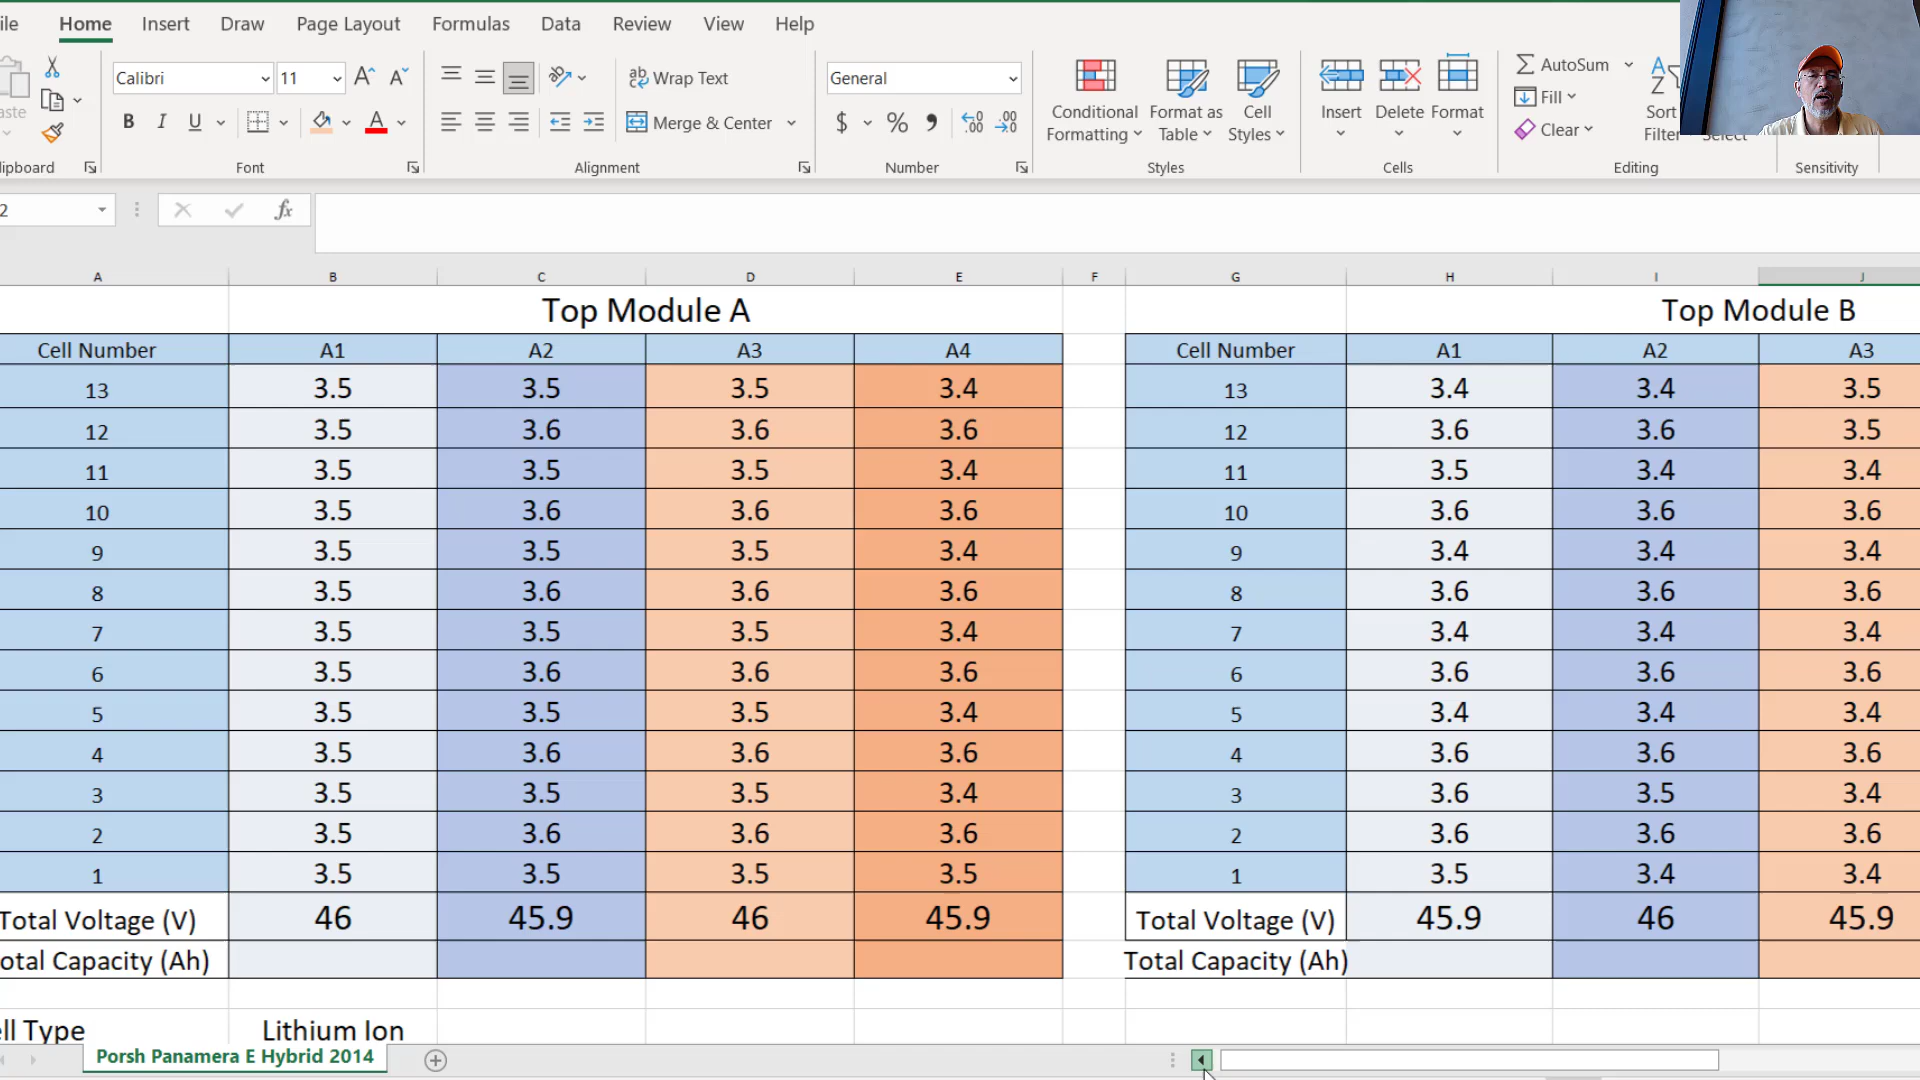 ile Home Insert Draw Page Layout Formulas Data Review View Help
Calibri 11 A^ A˅ ab Wrap Text General AutoSum
aste B I U A Merge & Center $ % 9 .00 Conditional Formatting Format as Table Cell Styles Insert Delete Format Fill Clear Sort Filter Select
lipboard Font Alignment Number Styles Cells Editing Sensitivity
2 fx
A B C D E F G H I J
Top Module A Top Module B
Cell Number A1 A2 A3 A4 Cell Number A1 A2 A3
13 3.5 3.5 3.5 3.4 13 3.4 3.4 3.5
12 3.5 3.6 3.6 3.6 12 3.6 3.6 3.5
11 3.5 3.5 3.5 3.4 11 3.5 3.4 3.4
10 3.5 3.6 3.6 3.6 10 3.6 3.6 3.6
9 3.5 3.5 3.5 3.4 9 3.4 3.4 3.4
8 3.5 3.6 3.6 3.6 8 3.6 3.6 3.6
7 3.5 3.5 3.5 3.4 7 3.4 3.4 3.4
6 3.5 3.6 3.6 3.6 6 3.6 3.6 3.6
5 3.5 3.5 3.5 3.4 5 3.4 3.4 3.4
4 3.5 3.6 3.6 3.6 4 3.6 3.6 3.6
3 3.5 3.5 3.5 3.4 3 3.6 3.5 3.4
2 3.5 3.6 3.6 3.6 2 3.6 3.6 3.6
1 3.5 3.5 3.5 3.5 1 3.5 3.4 3.4
Total Voltage (V) 46 45.9 46 45.9 Total Voltage (V) 45.9 46 45.9
otal Capacity (Ah) Total Capacity (Ah)
ell Type Lithium Ion
Porsh Panamera E Hybrid 2014